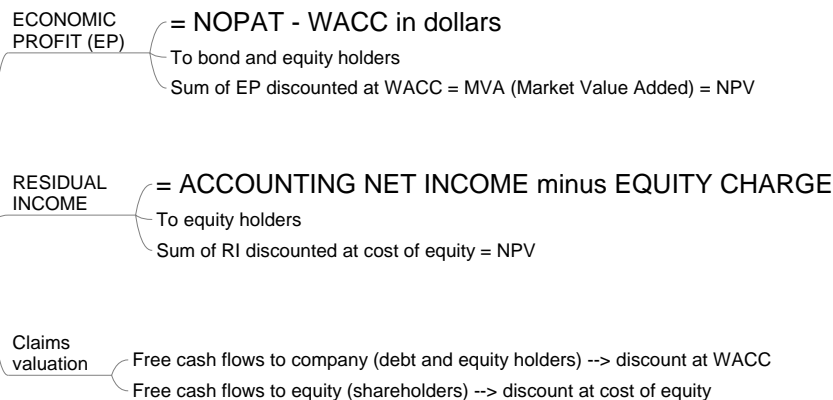 ECONOMIC
PROFIT (EP)
= NOPAT - WACC in dollars
To bond and equity holders
Sum of EP discounted at WACC = MVA (Market Value Added) = NPV
RESIDUAL
INCOME
= ACCOUNTING NET INCOME minus EQUITY CHARGE
To equity holders
Sum of RI discounted at cost of equity = NPV
Claims
valuation
Free cash flows to company (debt and equity holders) --> discount at WACC
Free cash flows to equity (shareholders) --> discount at cost of equity